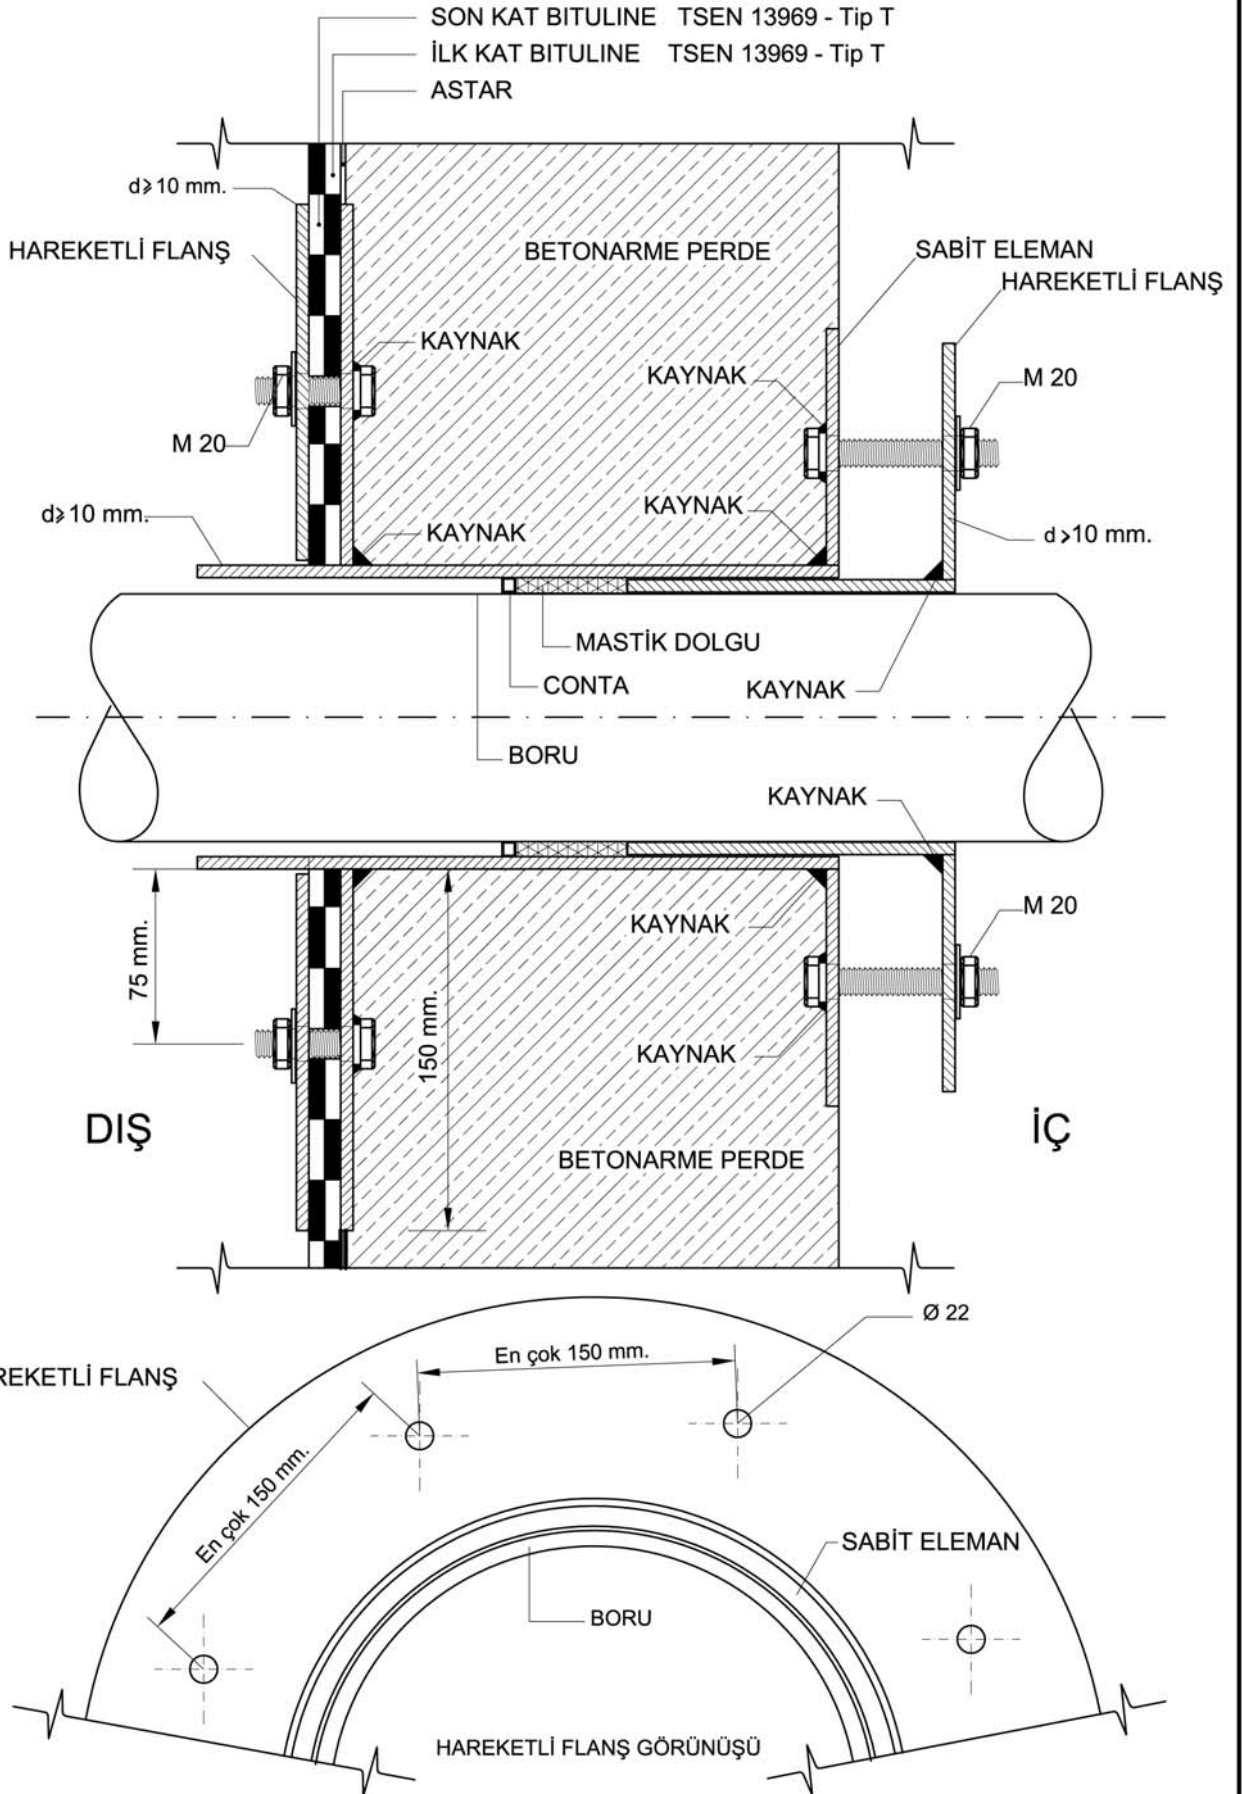 SON KAT BITULINE TSEN 13969 - Tip T
İLK KAT BITULINE TSEN 13969 - Tip T
ASTAR
d≥10 mm.
HAREKETLİ FLANŞ
BETONARME PERDE
SABİT ELEMAN
HAREKETLİ FLANŞ
KAYNAK
KAYNAK
M 20
M 20
d≥10 mm.
KAYNAK
KAYNAK
d>10 mm.
MASTİK DOLGU
CONTA
KAYNAK
BORU
KAYNAK
KAYNAK
M 20
75 mm.
150 mm.
KAYNAK
DIŞ
İÇ
BETONARME PERDE
Ø 22
En çok 150 mm.
REKETLİ FLANŞ
En çok 150 mm.
SABİT ELEMAN
BORU
HAREKETLİ FLANŞ GÖRÜNÜŞÜ